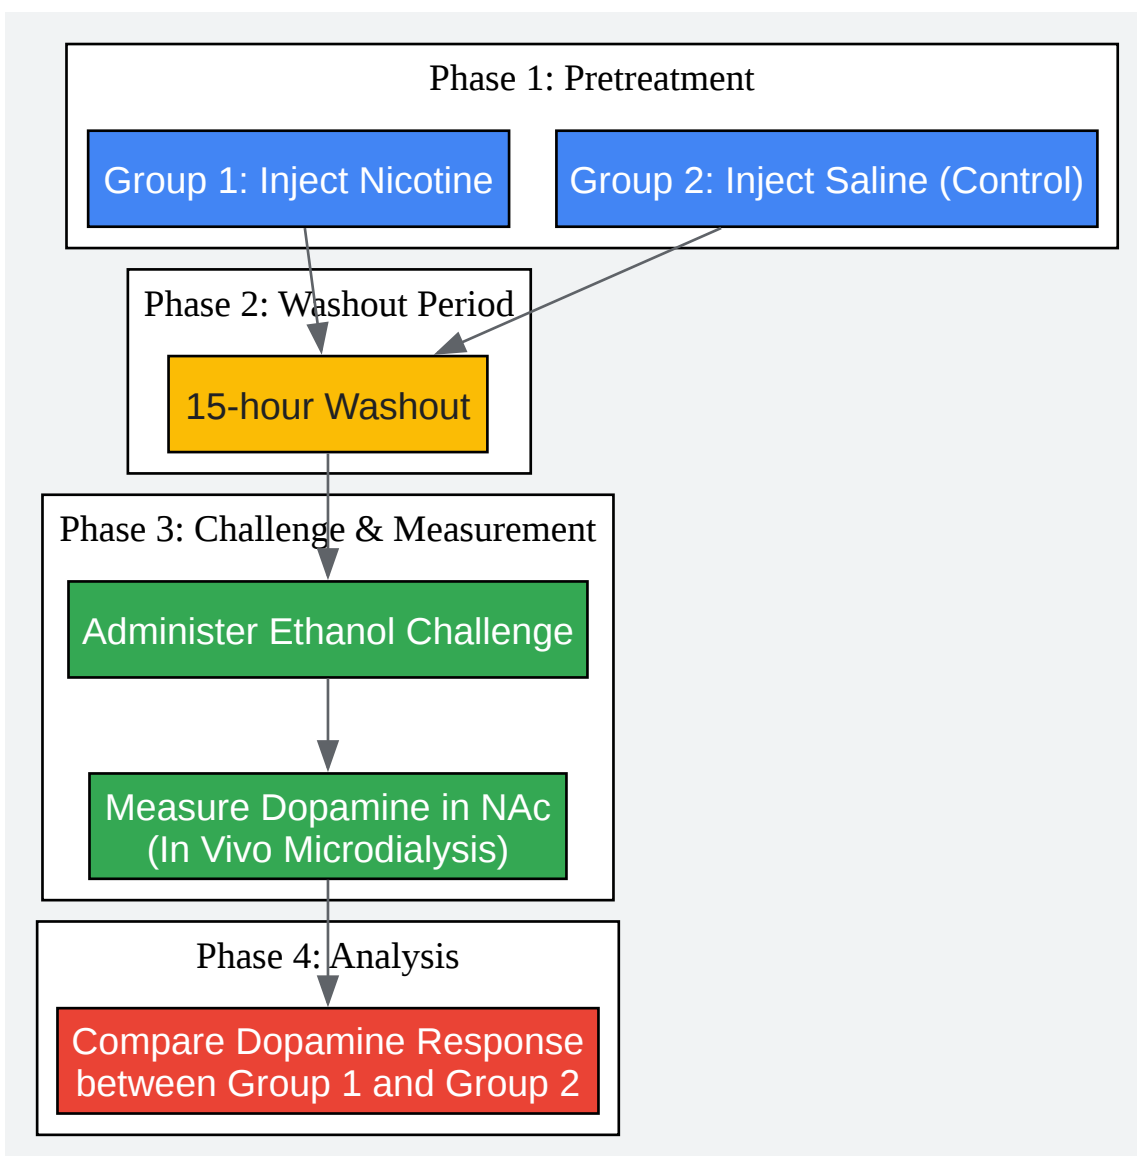 Phase 1: Pretreatment
Group 1: Inject Nicotine
Group 2: Inject Saline (Control)
Phase 2: Washout Period
15-hour Washout
Phase 3: Challenge & Measurement
Administer Ethanol Challenge
Measure Dopamine in NAc
(In Vivo Microdialysis)
Phase 4: Analysis
Compare Dopamine Response
between Group 1 and Group 2